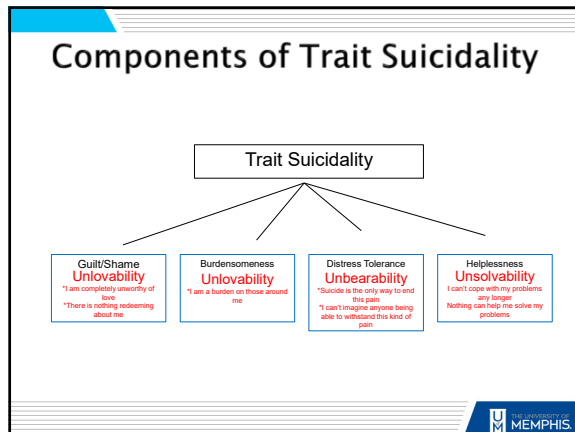 Components of Trait Suicidality
Trait Suicidality
Guilt/Shame
Unlovability
*I am completely unworthy of
love
*There is nothing redeeming
about me
Burdensomeness
Unlovability
*I am a burden on those around
me
Distress Tolerance
Unbearability
*Suicide is the only way to end
this pain
*I can't imagine anyone being
able to withstand this kind of
pain
Helplessness
Unsolvability
I can't cope with my problems
any longer
Nothing can help me solve my
problems
UM
THE UNIVERSITY OF
MEMPHIS.